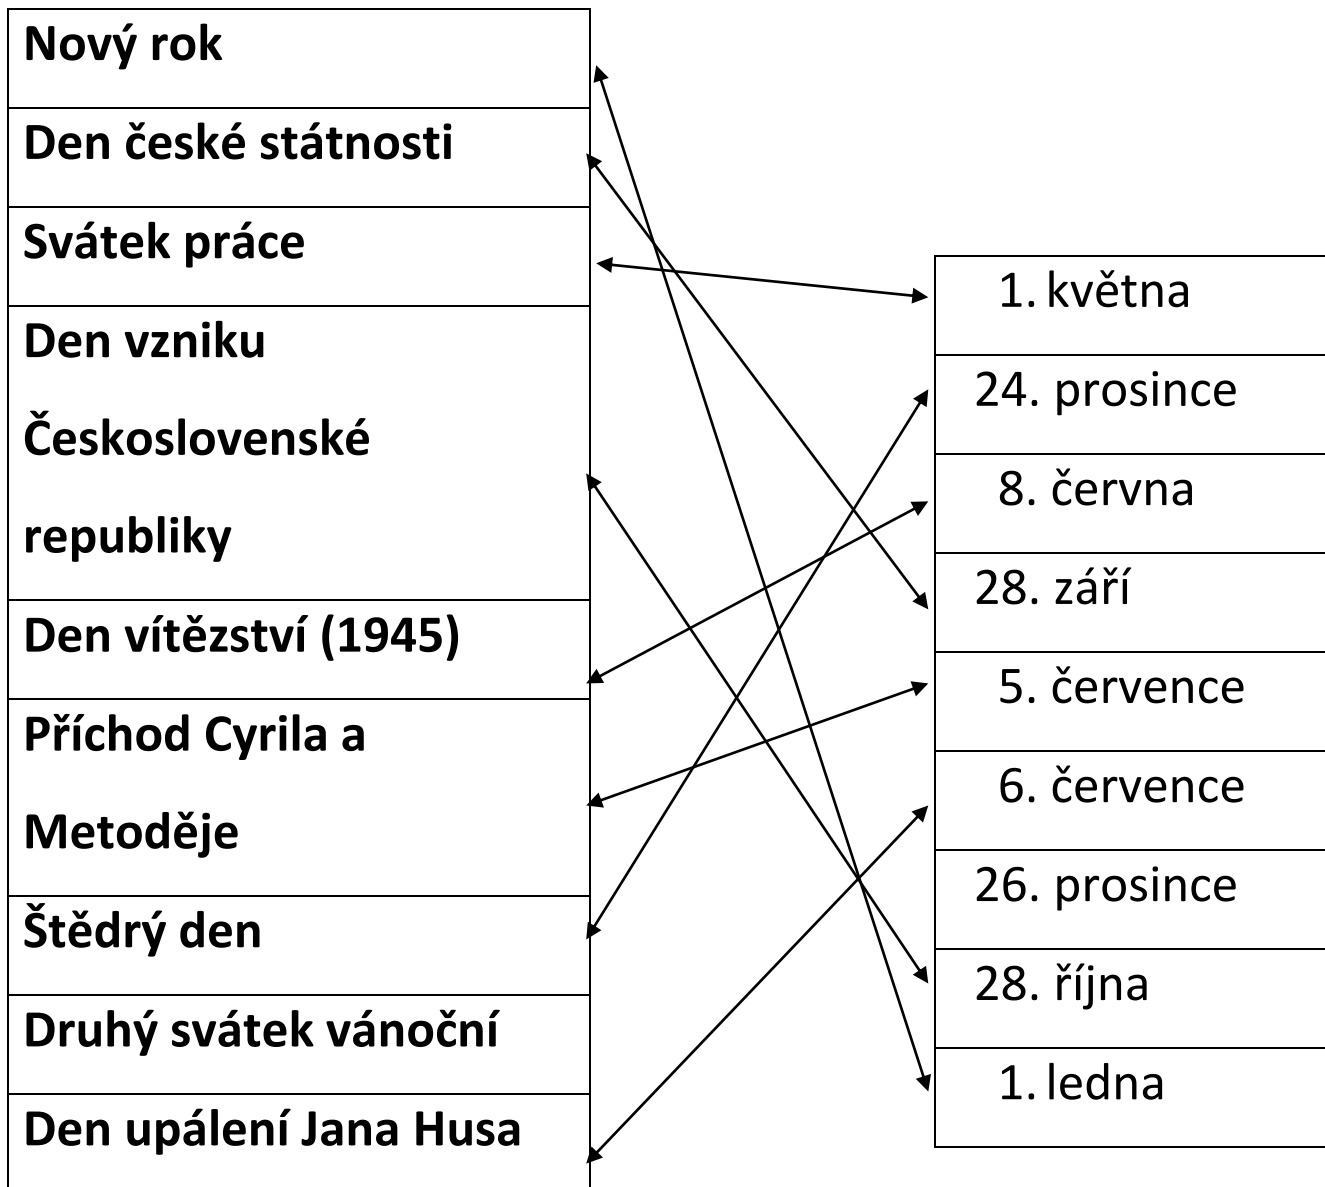 Nový rok
Den české státnosti
Svátek práce
Den vzniku
Československé
republiky
Den vítězství (1945)
Příchod Cyrila a
Metoděje
Štědrý den
Druhý svátek vánoční
Den upálení Jana Husa
1. května
24. prosince
8. června
28. září
5. července
6. července
26. prosince
28. října
1. ledna